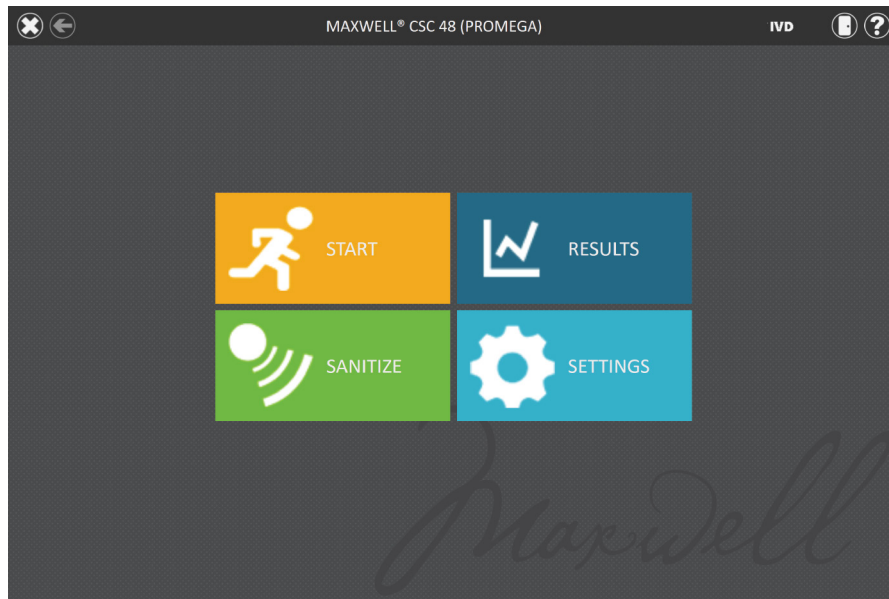 MAXWELL® CSC 48 (PROMEGA)
IVD
?
START
RESULTS
SANITIZE
SETTINGS
Maxwell